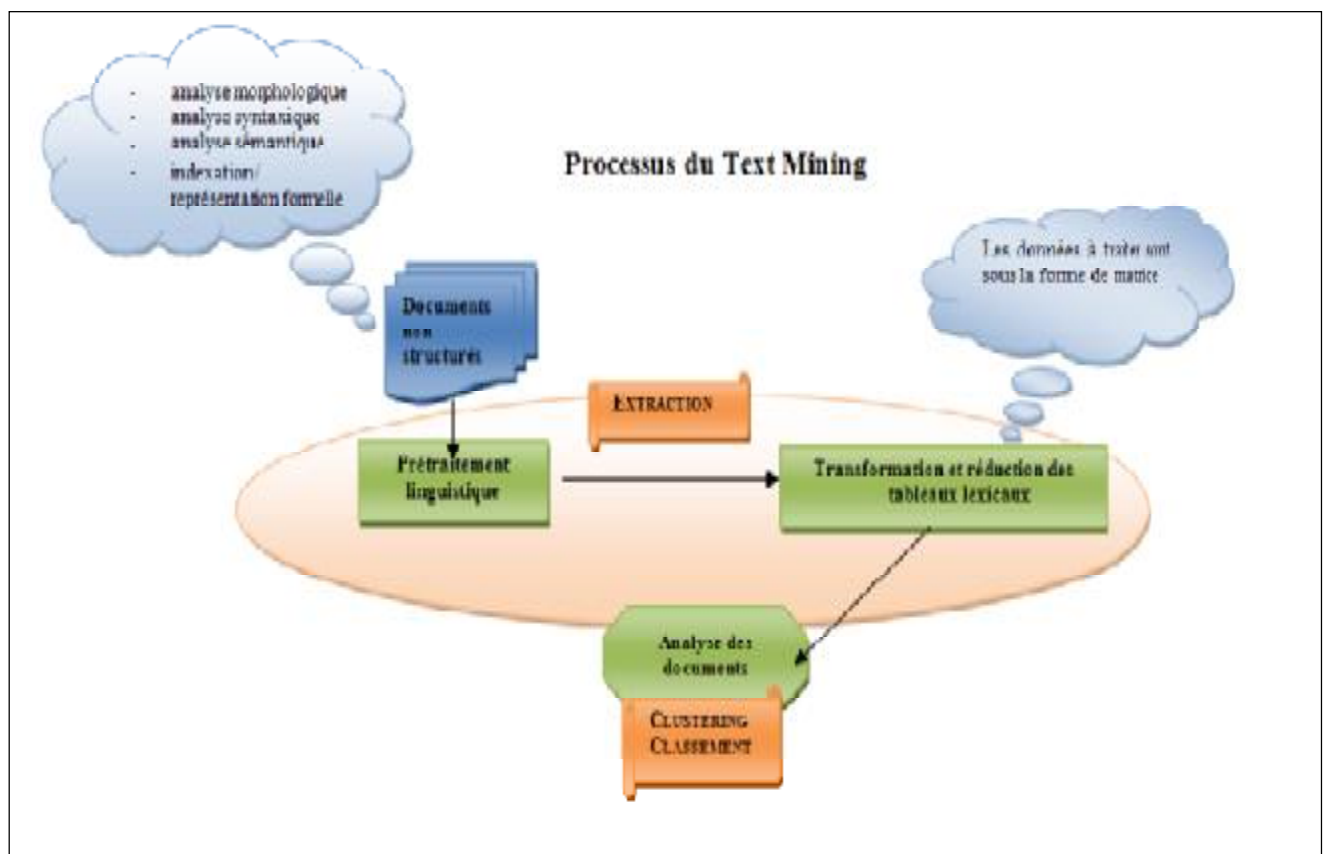 - analyse morphologique
- analyse syntaxique
- analyse sémantique
- indexation/
représentation formelle
Processus du Text Mining
Les données à traiter sont
sous la forme de matrice
Documents
non
structurés
EXTRACTION
Prétraitement
linguistique
Transformation et réduction des
tableaux lexicaux
Analyse des
documents
CLUSTERING
CLASSEMENT